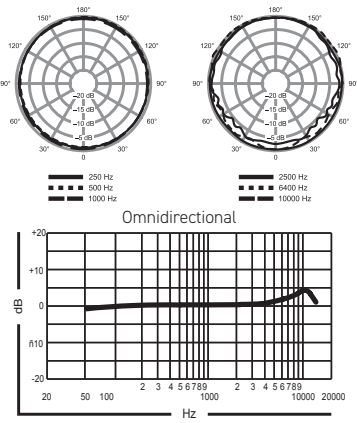 180° 180°
150° 150° 150° 150°
120° 120° 120° 120°
90° 90° 90° 90°
–20 dB –20 dB
–15 dB –15 dB
–10 dB –10 dB
–5 dB –5 dB
60° 60° 60° 60°
30° 30° 30° 30°
0 0
250 Hz 2500 Hz
500 Hz 6400 Hz
1000 Hz 10000 Hz
Omnidirectional
+20
+10
dB
0
ñ10
-20
2 3 4 5 6 7 8 9 2 3 4 5 6 7 8 9
20 50 100 1000 10000 20000
Hz